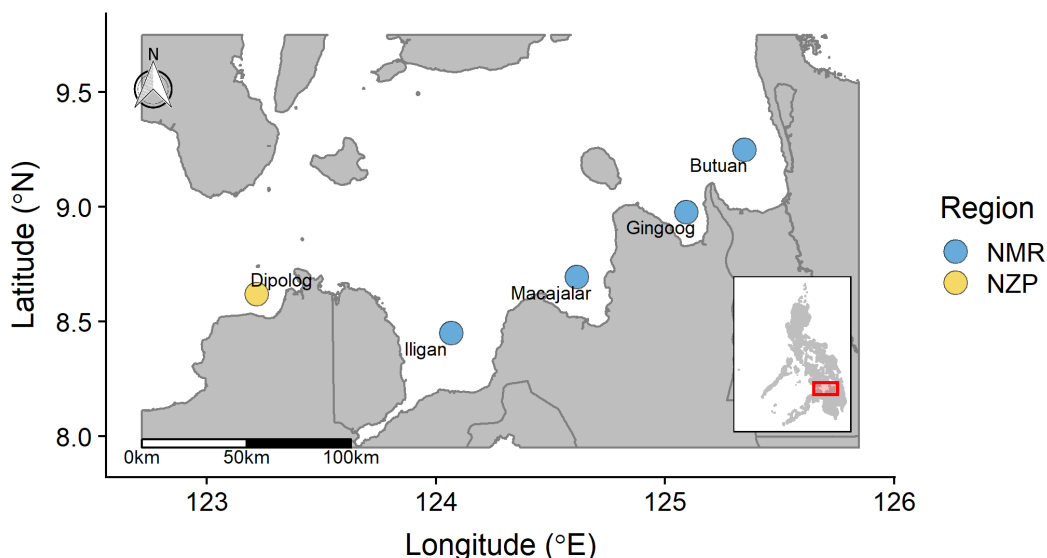 N
9.5
Butuan
9.0
Gingoog
Region
NMR
NZP
Latitude (°N)
Dipolog
Macajalar
8.5
Iligan
8.0
0km 50km 100km
123 124 125 126
Longitude (°E)